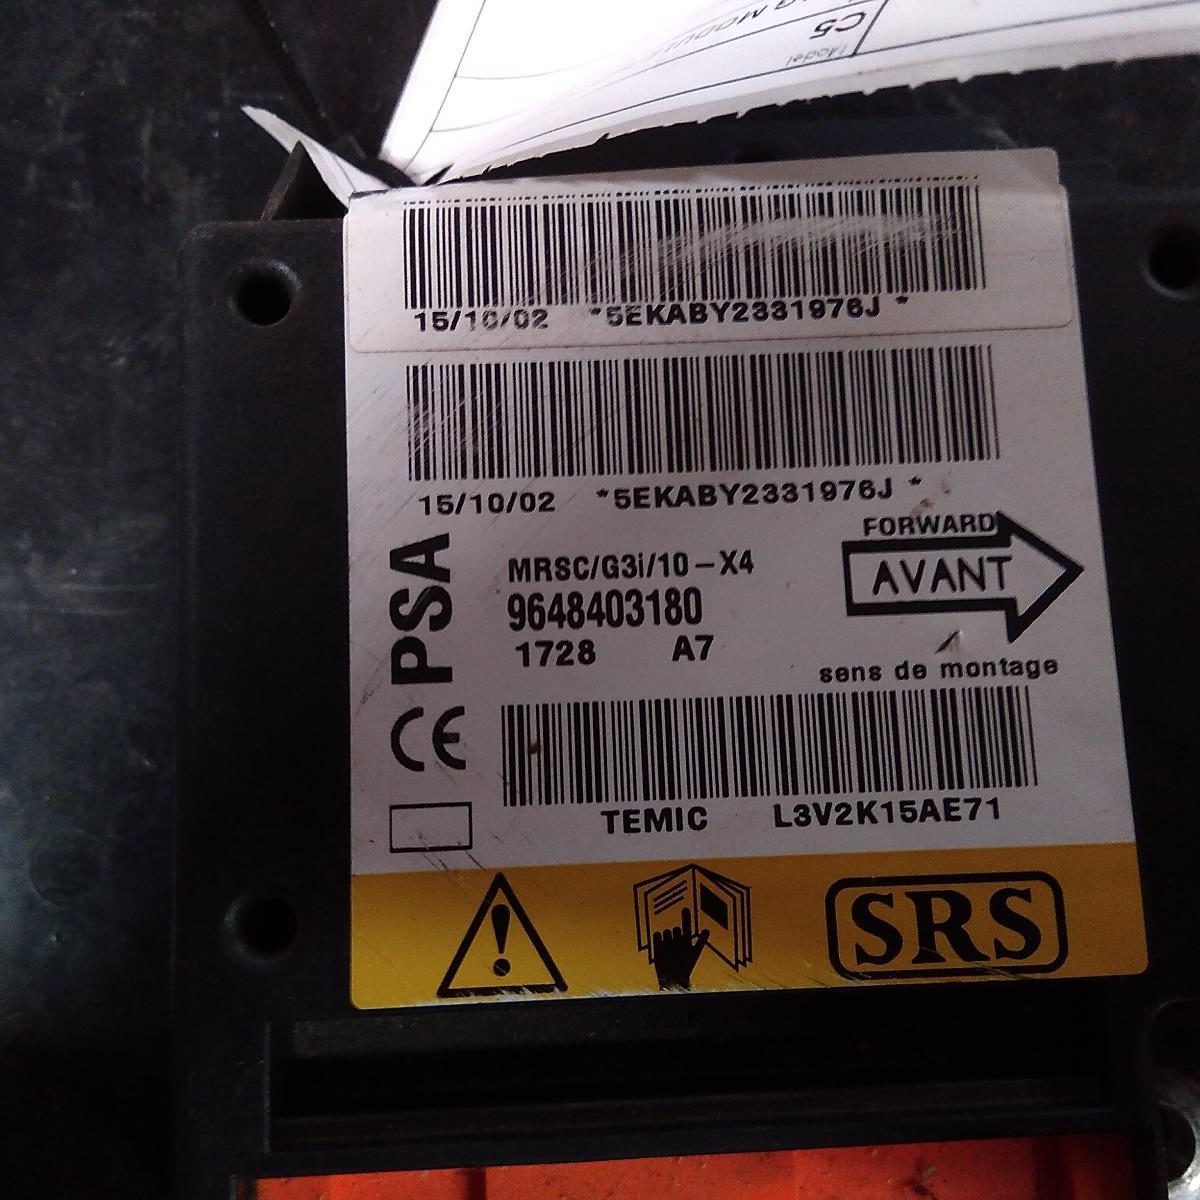 Model
C5
15/10/02 *5EKABY2331976J *
15/10/02 *5EKABY2331976J *
FORWARD
AVANT
sens de montage
PSA
MRSC/G3i/10-X4
9648403180
1728 A7
CE
TEMIC L3V2K15AE71
SRS